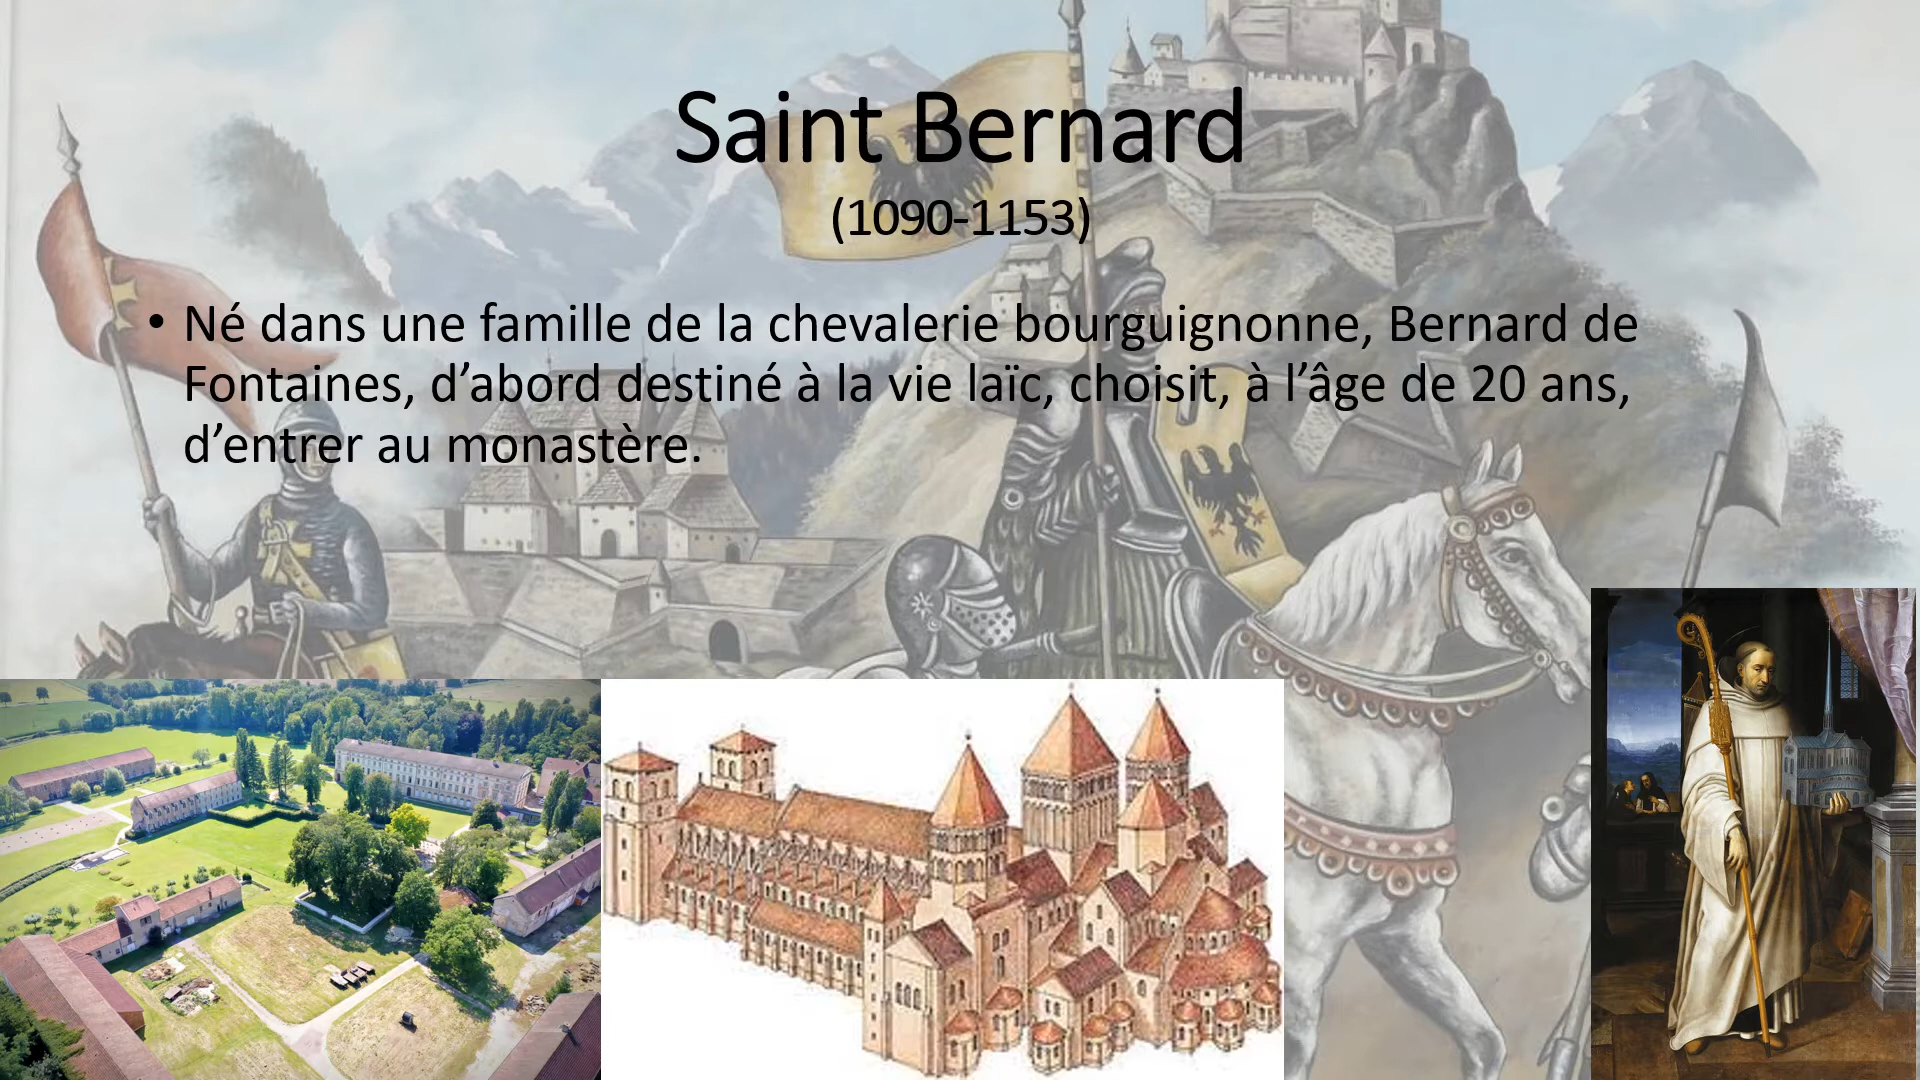 Saint Bernard
(1090-1153)
• Né dans une famille de la chevalerie bourguignonne, Bernard de
Fontaines, d’abord destiné à la vie laïc, choisit, à l’âge de 20 ans,
d’entrer au monastère.